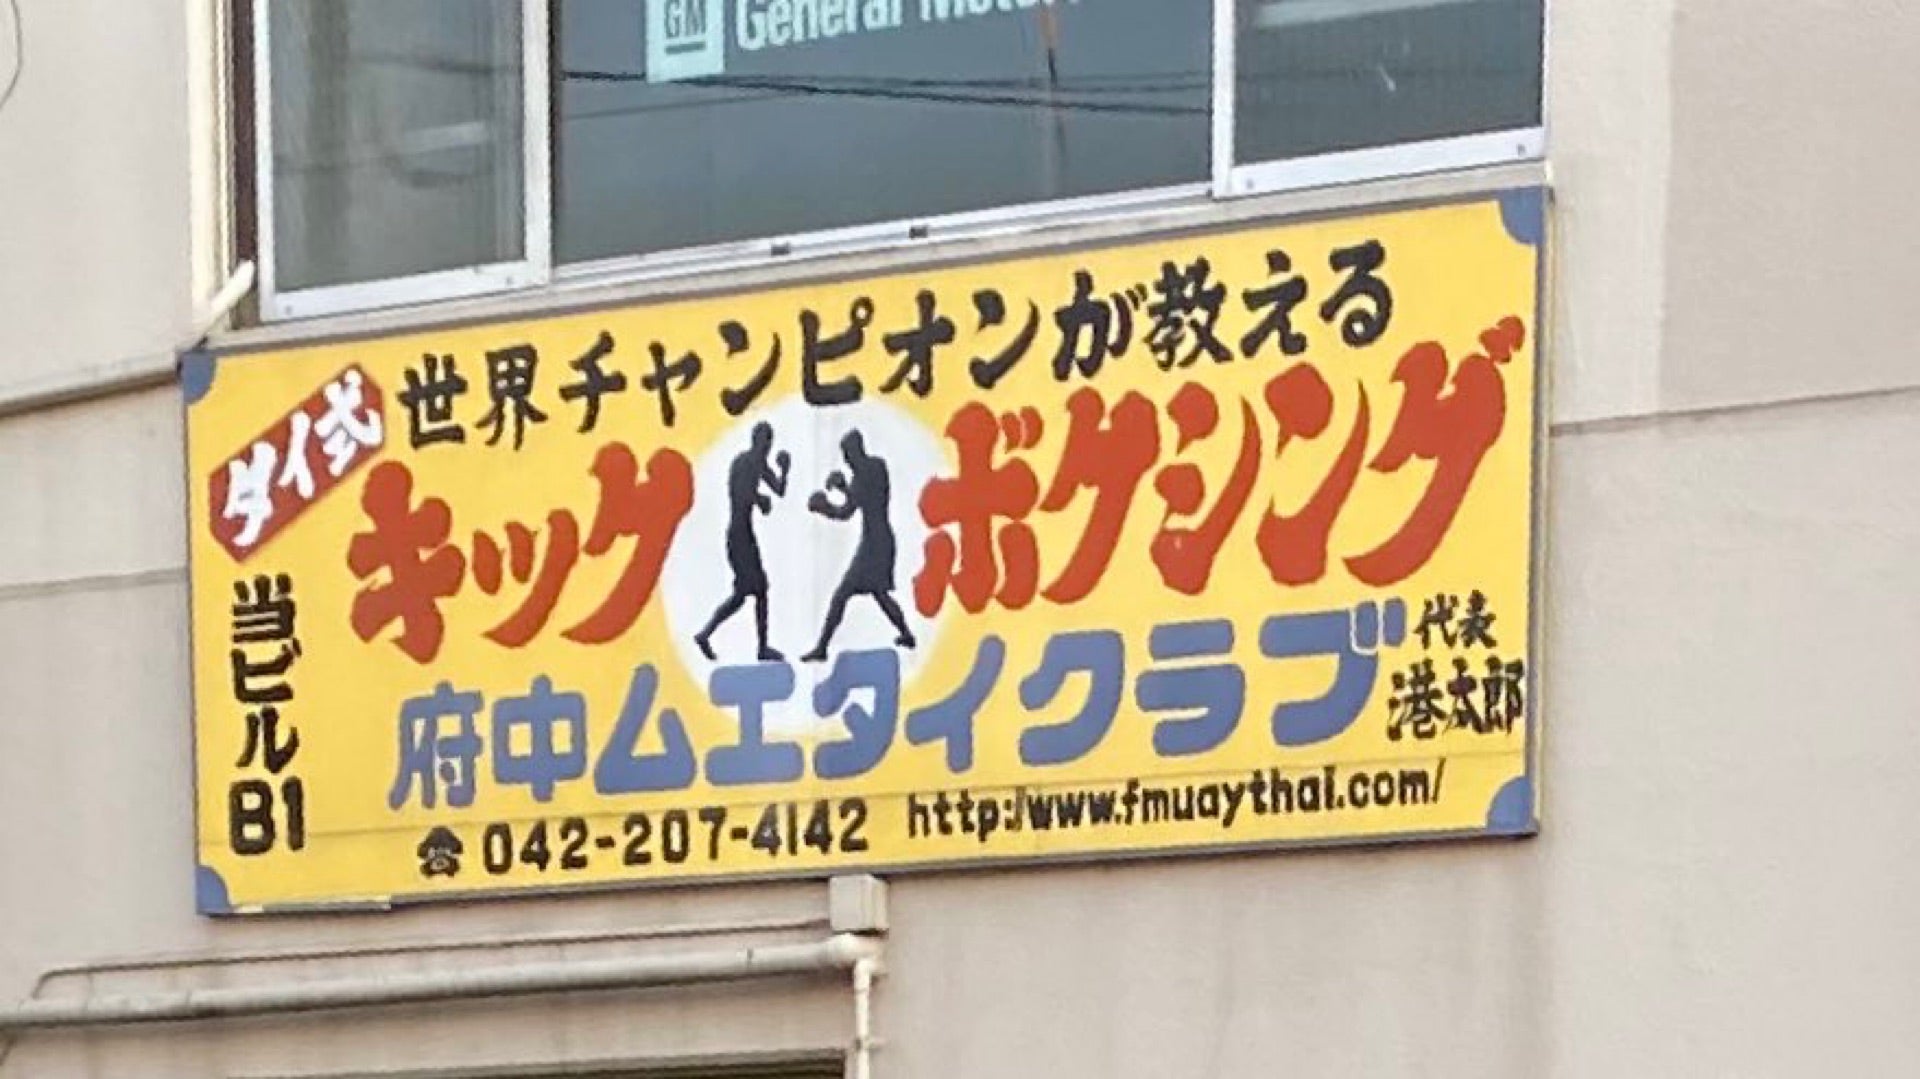 GM General Motors
タイ式
世界チャンピオンが教える
キックボクシング
府中ムエタイクラブ
代表
港太郎
当ビルB1
☎042-207-4142 http://www.fmuaythai.com/